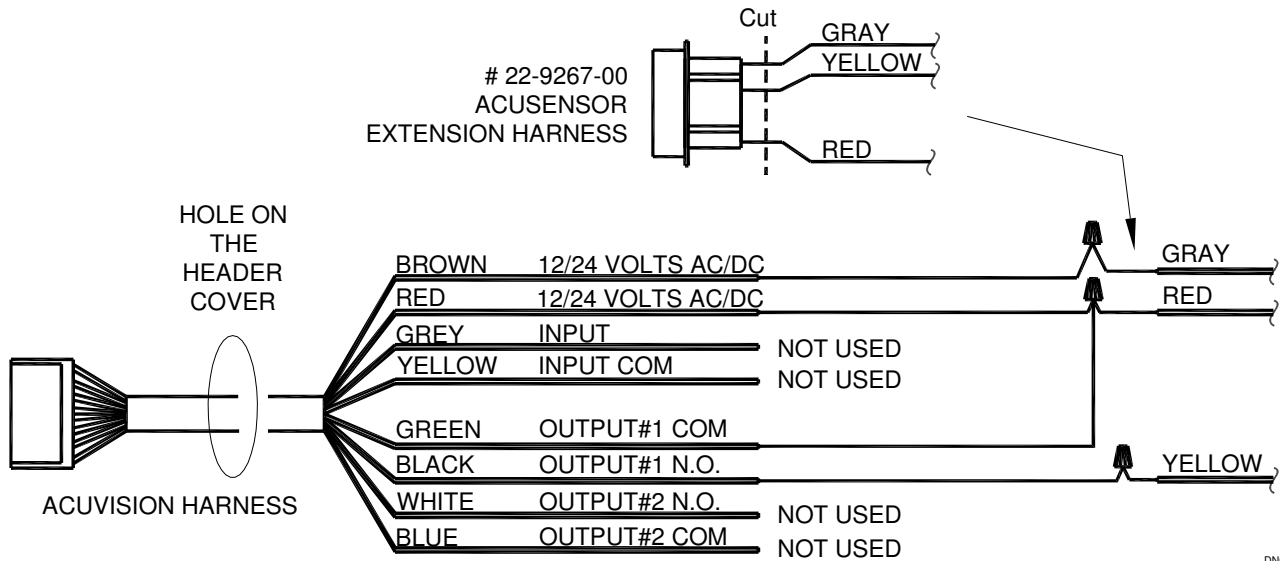 Cut
GRAY
YELLOW
# 22-9267-00
ACUSENSOR
EXTENSION HARNESS
RED
HOLE ON
THE
HEADER
COVER
BROWN 12/24 VOLTS AC/DC
GRAY
RED 12/24 VOLTS AC/DC
RED
GREY INPUT NOT USED
YELLOW INPUT COM NOT USED
GREEN OUTPUT#1 COM
BLACK OUTPUT#1 N.O.
YELLOW
ACUVISION HARNESS
WHITE OUTPUT#2 N.O. NOT USED
BLUE OUTPUT#2 COM NOT USED
DN